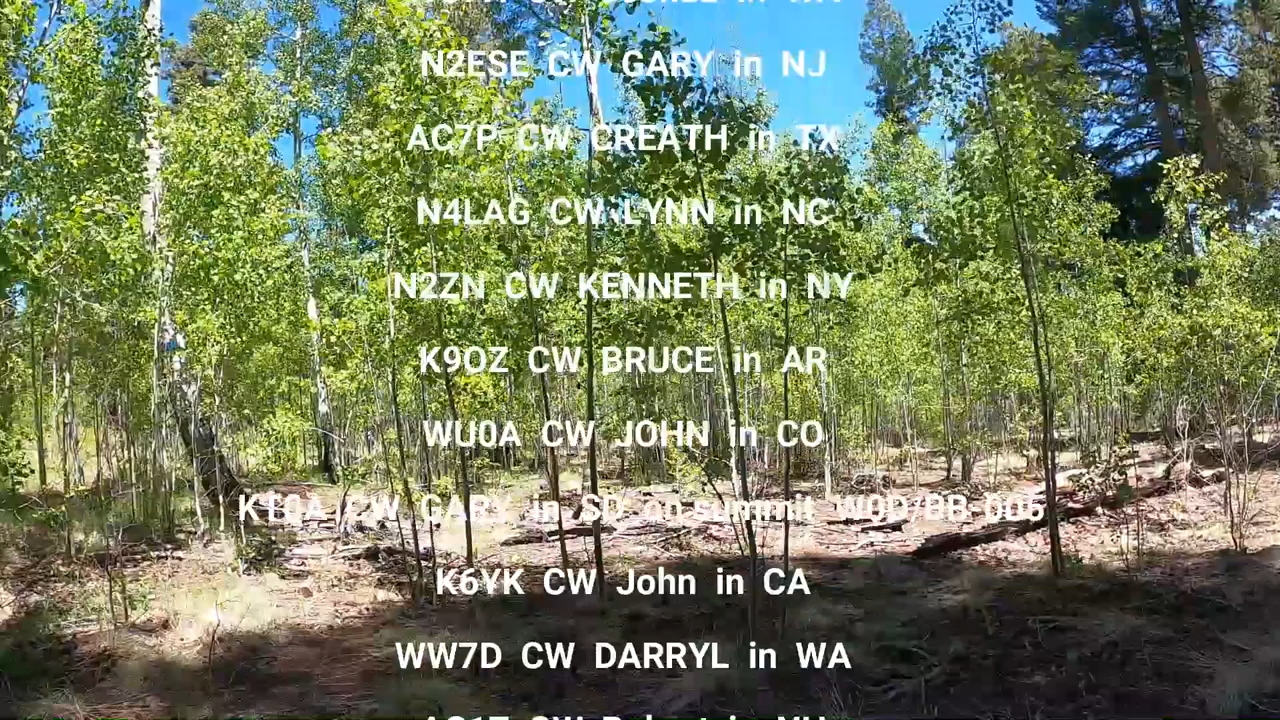 N2ESE CW GARY in NJ
AC7P CW CREATH in TX
N4LAG CW LYNN in NC
N2ZN CW KENNETH in NY
K9OZ CW BRUCE in AR
WU0A CW JOHN in CO
CW GARY in SD on summit W0D/BB-006
K6YK CW John in CA
WW7D CW DARRYL in WA